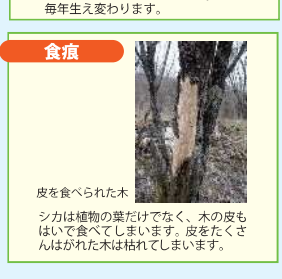 毎年生え変わります。
食痕
皮を食べられた木
シカは植物の葉だけでなく、木の皮も
はいで食べてしまいます。皮をたくさ
んはがれた木は枯れてしまいます。